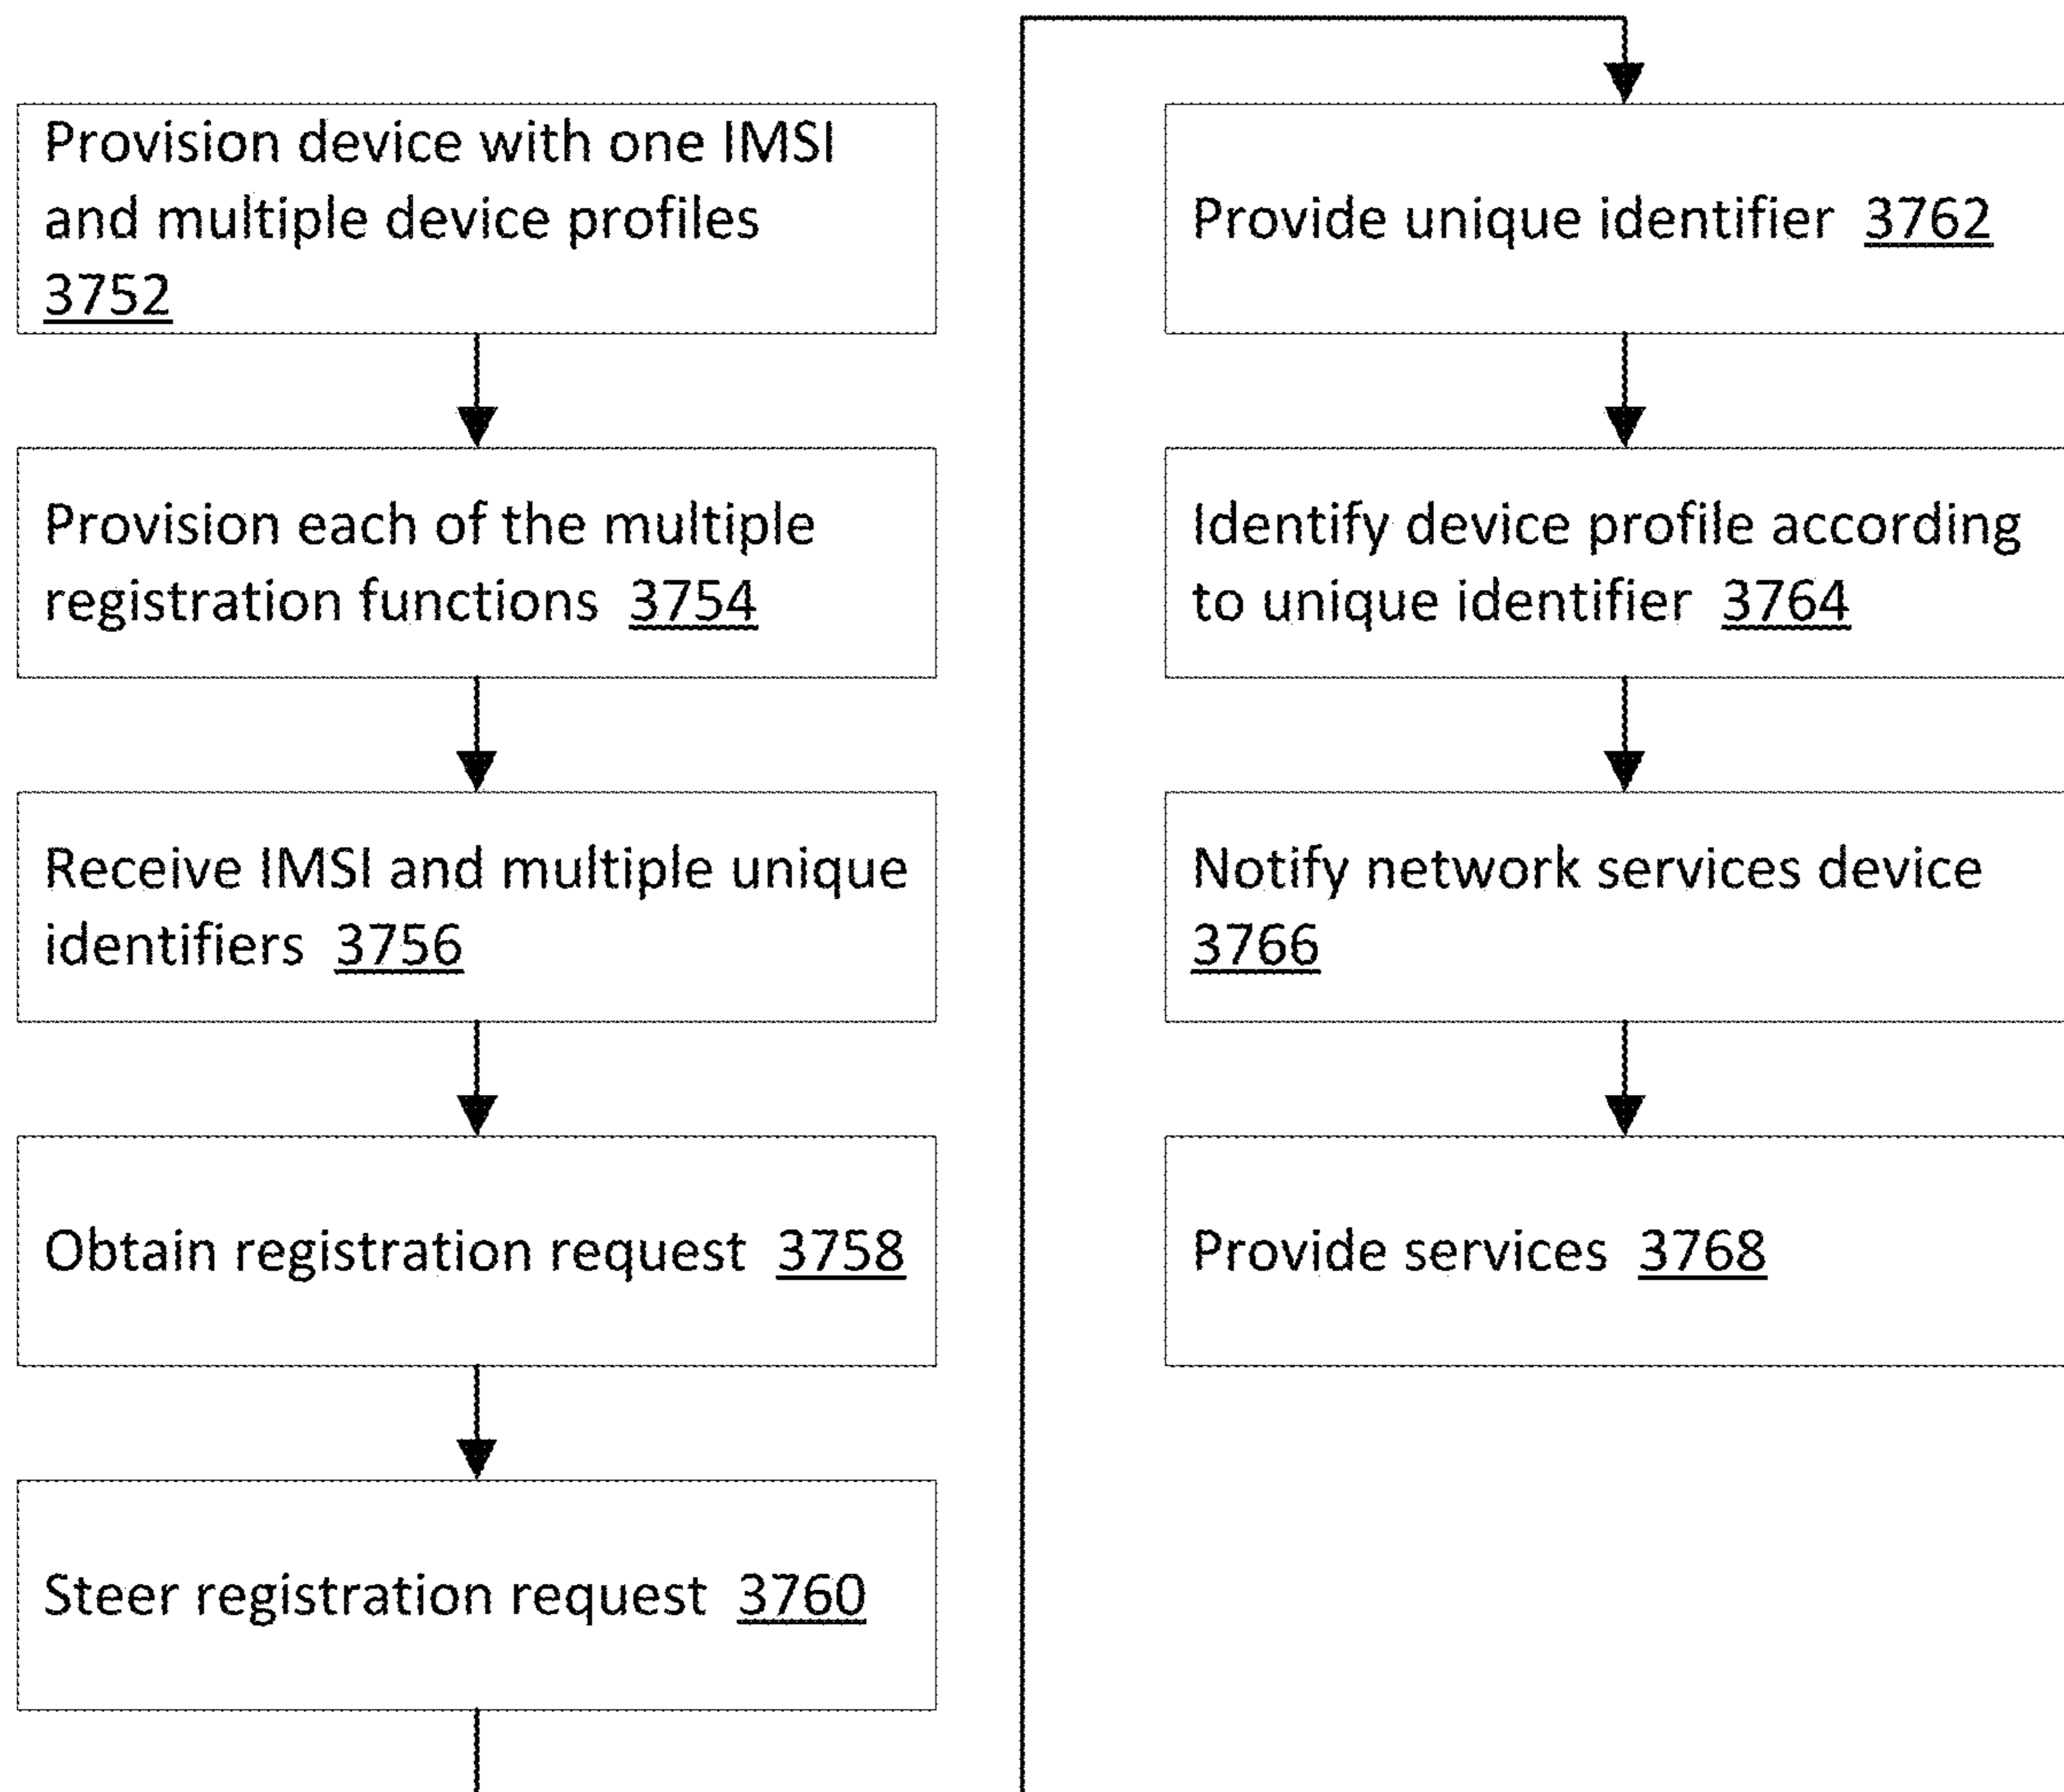 Provision device with one IMSI
and multiple device profiles
3752
Provision each of the multiple
registration functions 3754
Receive IMSI and multiple unique
identifiers 3756
Obtain registration request 3758
Steer registration request 3760
Provide unique identifier 3762
Identify device profile according
to unique identifier 3764
Notify network services device
3766
Provide services 3768